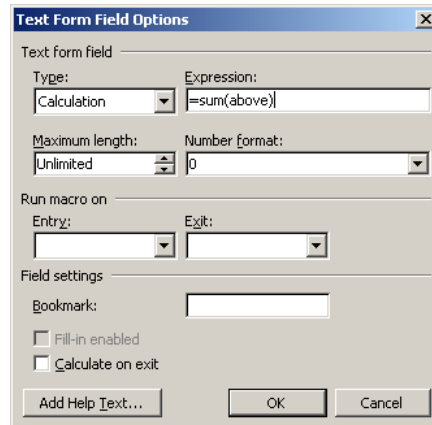 Text Form Field Options
Text form field
Type: Expression:
Calculation =sum(above)
Maximum length: Number format:
Unlimited 0
Run macro on
Entry: Exit:
Field settings
Bookmark:
Fill-in enabled
Calculate on exit
Add Help Text... OK Cancel